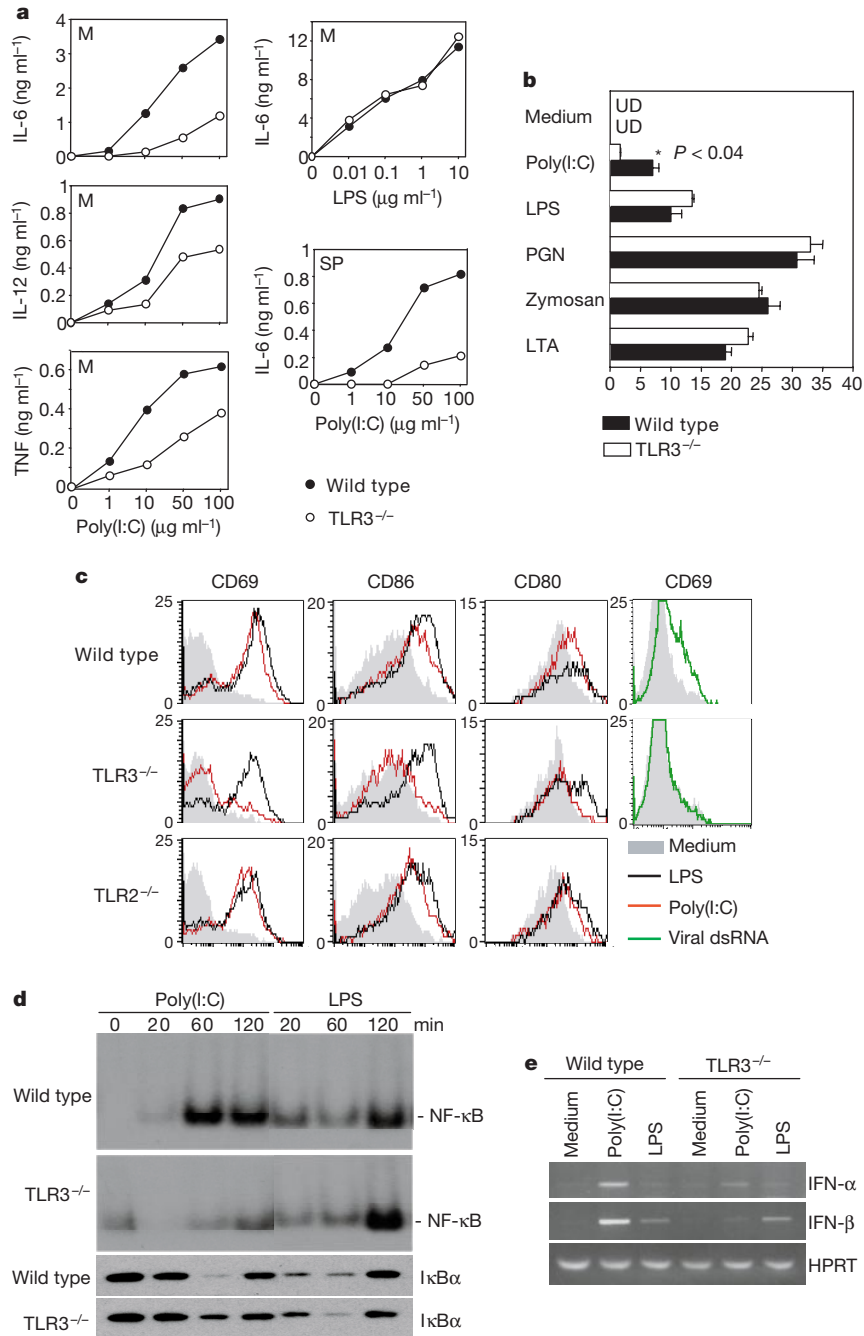 a
M
IL-6 (ng ml⁻¹)
4
3
2
1
0
M
IL-6 (ng ml⁻¹)
12
8
4
0
0 0.01 0.1 1 10
LPS (µg ml⁻¹)
M
IL-12 (ng ml⁻¹)
1
0.8
0.6
0.4
0.2
0
SP
IL-6 (ng ml⁻¹)
1
0.8
0.6
0.4
0.2
0
0 1 10 50 100
Poly(I:C) (µg ml⁻¹)
M
TNF (ng ml⁻¹)
0.6
0.4
0.2
0
0 1 10 50 100
Poly(I:C) (µg ml⁻¹)
Wild type
TLR3⁻/⁻
b
Medium
UD
UD
Poly(I:C)
* P < 0.04
LPS
PGN
Zymosan
LTA
0 5 10 15 20 25 30 35 40
Wild type
TLR3⁻/⁻
c
CD69 CD86 CD80 CD69
Wild type
25 0
20 0
15 0
25 0
TLR3⁻/⁻
25 0
20 0
15 0
25 0
TLR2⁻/⁻
25 0
20 0
15 0
Medium
LPS
Poly(I:C)
Viral dsRNA
d
Poly(I:C) LPS
0 20 60 120 20 60 120 min
Wild type - NF-κB
TLR3⁻/⁻ - NF-κB
Wild type IκBα
TLR3⁻/⁻ IκBα
e
Wild type TLR3⁻/⁻
Medium Poly(I:C) LPS Medium Poly(I:C) LPS
IFN-α
IFN-β
HPRT